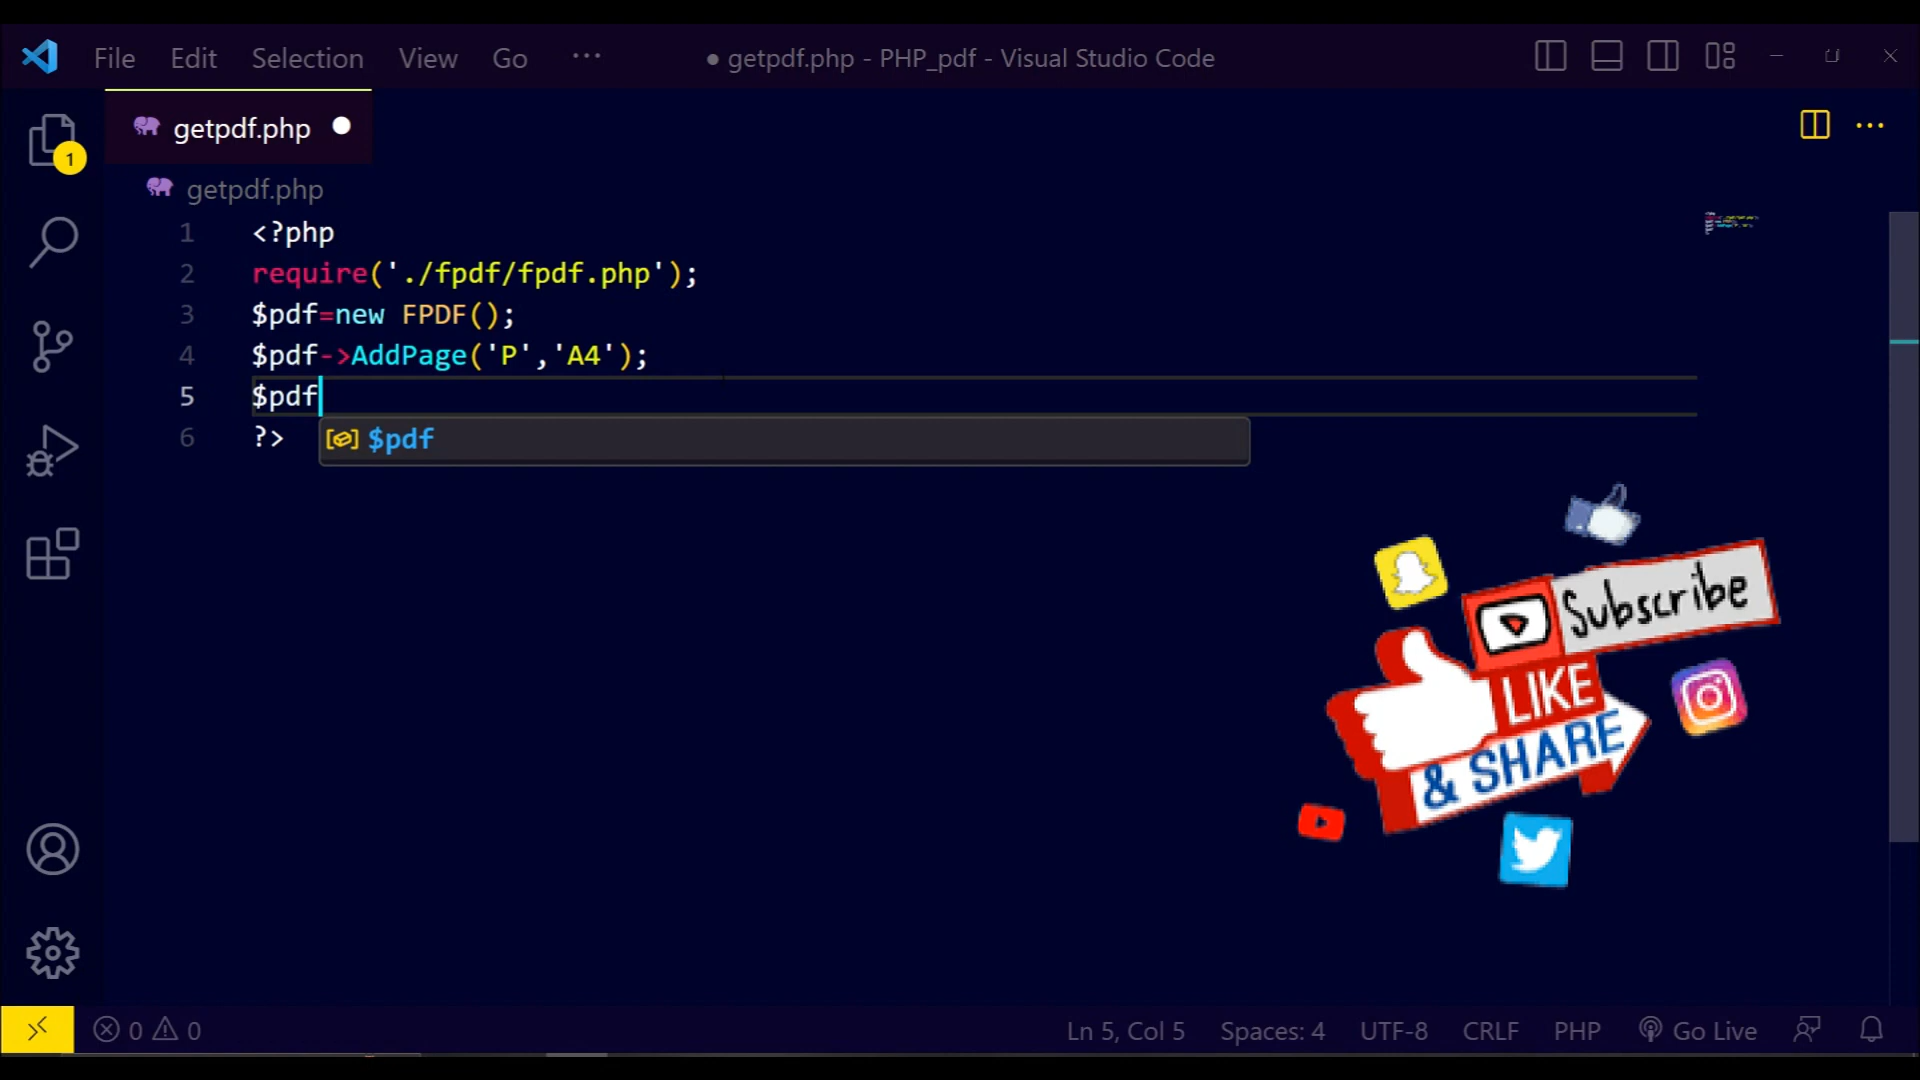 File Edit Selection View Go ··· ● getpdf.php - PHP_pdf - Visual Studio Code
getpdf.php
1
getpdf.php
1 <?php
2 require('./fpdf/fpdf.php');
3 $pdf=new FPDF();
4 $pdf->AddPage('P','A4');
5 $pdf
6 ?>
$pdf
Subscribe
LIKE
& SHARE
0 0 Ln 5, Col 5 Spaces: 4 UTF-8 CRLF PHP Go Live